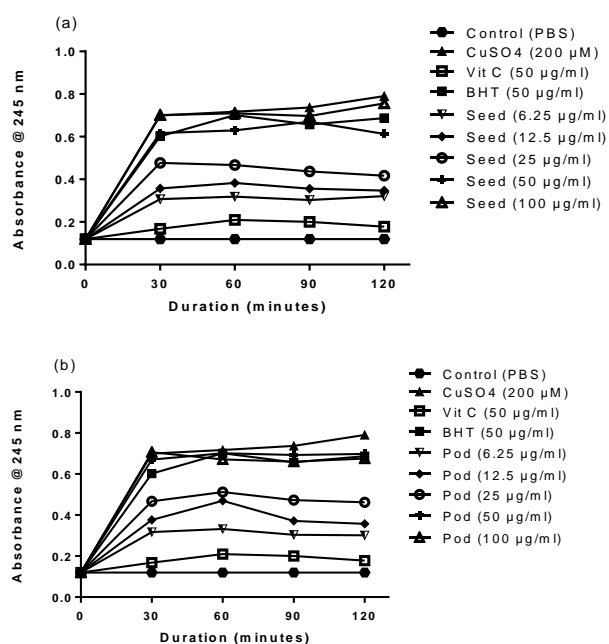 (a)
1.0
0.8
0.6
0.4
0.2
0.0
Absorbance @ 245 nm
0 30 60 90 120
Duration (minutes)
Control (PBS)
CuSO4 (200 µM)
Vit C (50 µg/ml)
BHT (50 µg/ml)
Seed (6.25 µg/ml)
Seed (12.5 µg/ml)
Seed (25 µg/ml)
Seed (50 µg/ml)
Seed (100 µg/ml)
(b)
1.0
0.8
0.6
0.4
0.2
0.0
Absorbance @ 245 nm
0 30 60 90 120
Duration (minutes)
Control (PBS)
CuSO4 (200 µM)
Vit C (50 µg/ml)
BHT (50 µg/ml)
Pod (6.25 µg/ml)
Pod (12.5 µg/ml)
Pod (25 µg/ml)
Pod (50 µg/ml)
Pod (100 µg/ml)